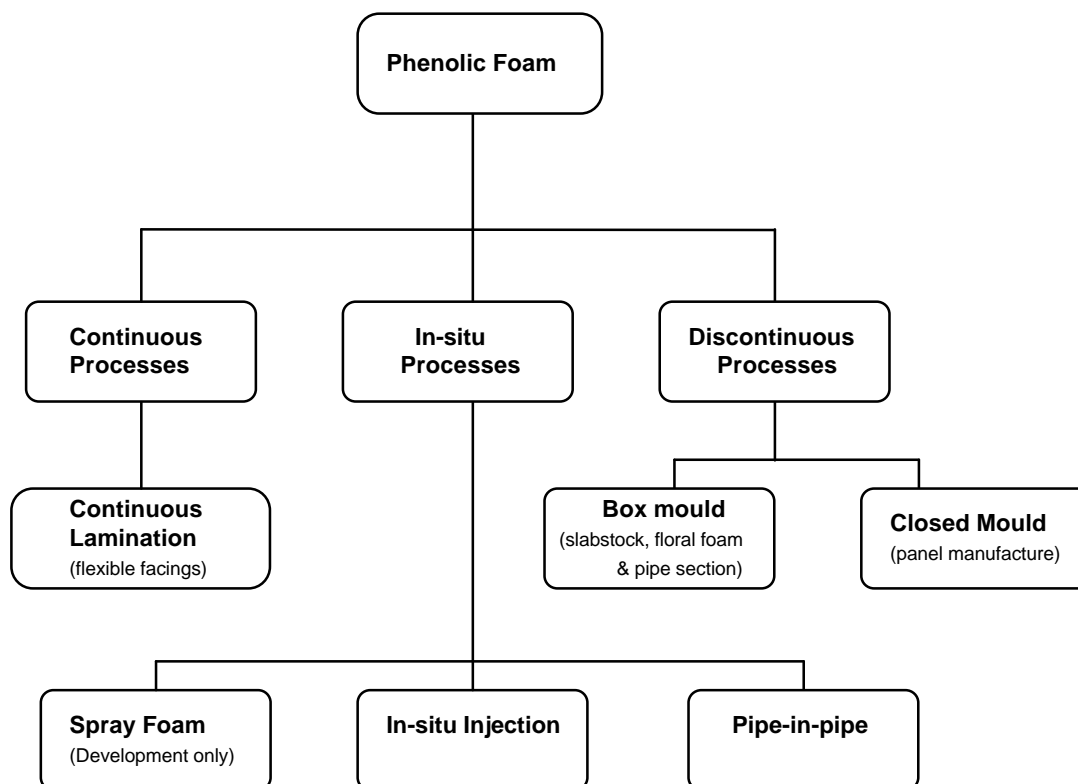 Phenolic Foam
Continuous
Processes
In-situ
Processes
Discontinuous
Processes
Continuous
Lamination
(flexible facings)
Box mould
(slabstock, floral foam
& pipe section)
Closed Mould
(panel manufacture)
Spray Foam
(Development only)
In-situ Injection
Pipe-in-pipe